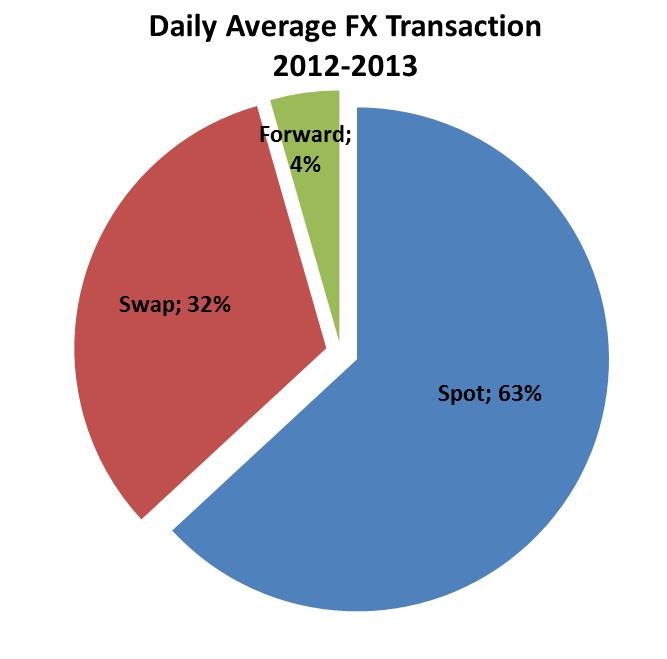 Daily Average FX Transaction
2012-2013
Forward;
4%
Swap; 32%
Spot; 63%